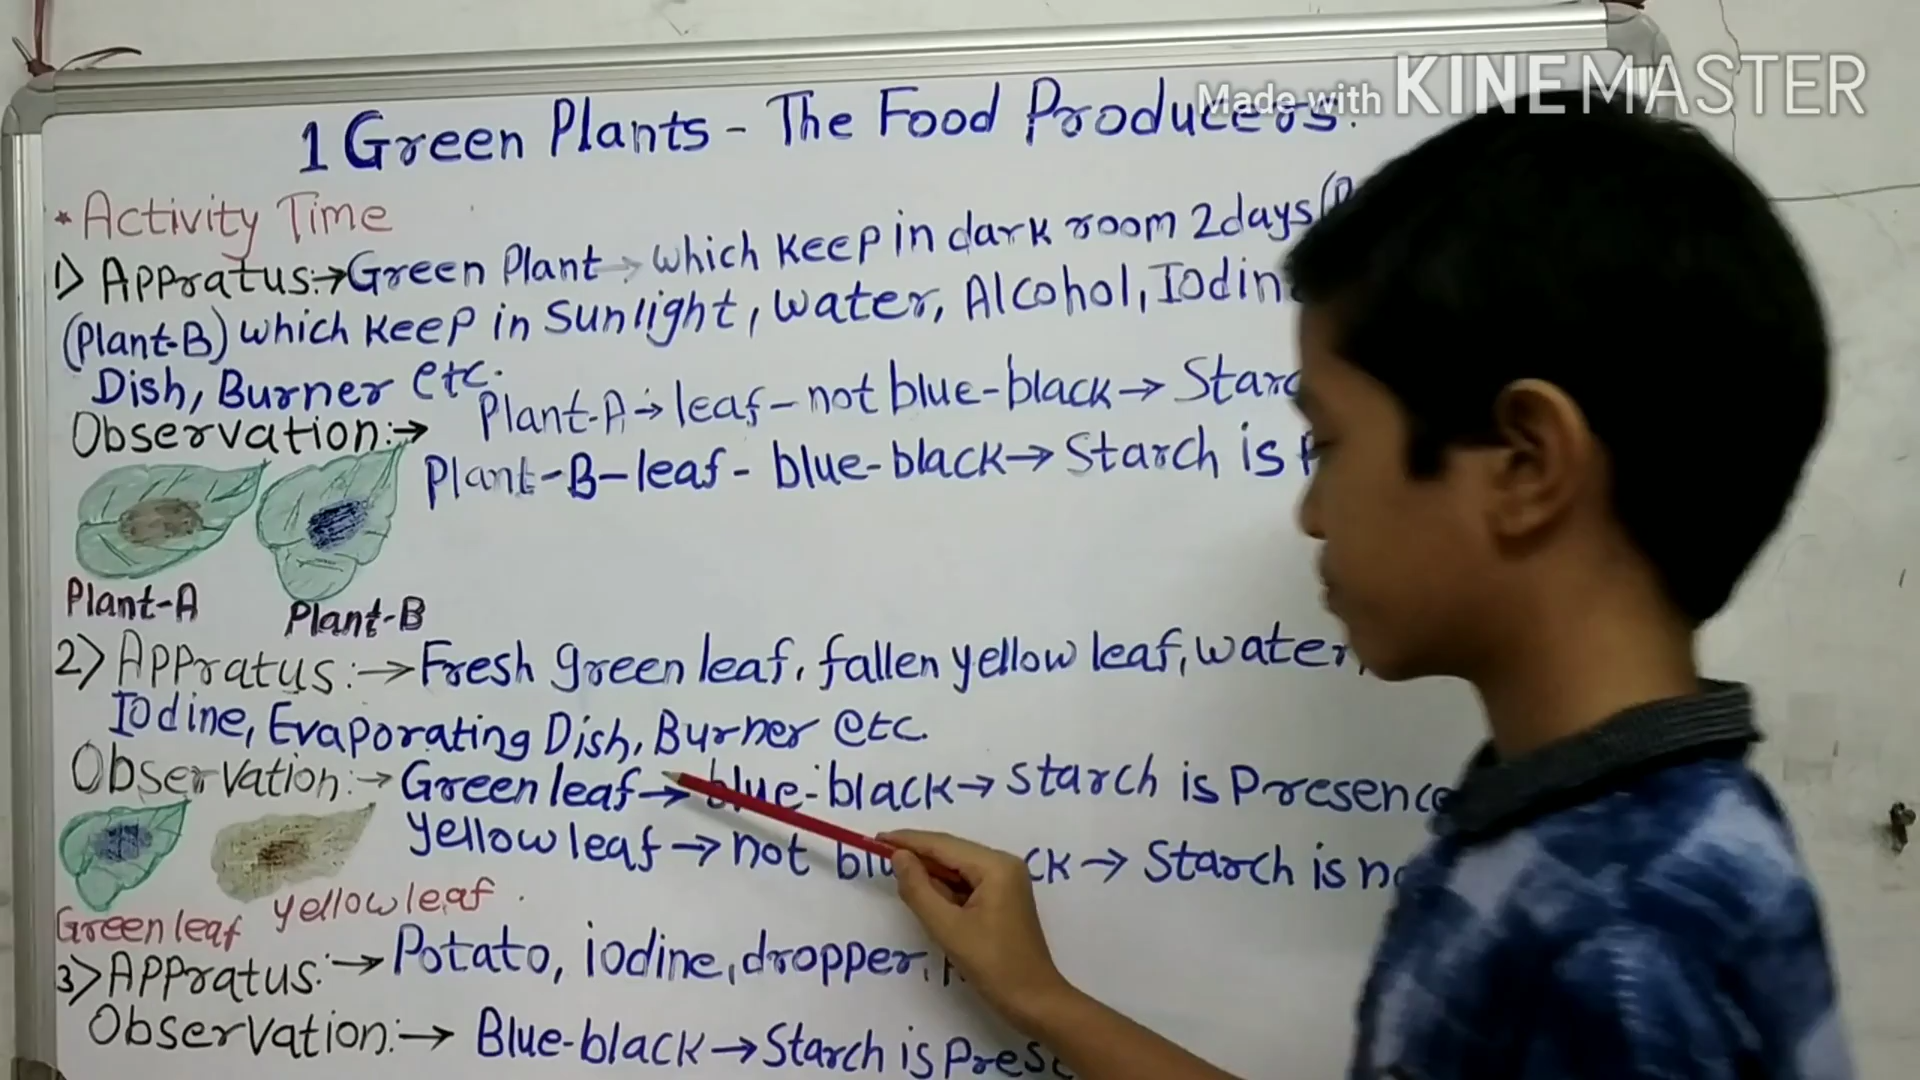 Made with KINEMASTER
1 Green Plants - The Food Producers.
* Activity Time
1) Appratus:→Green Plant → which keep in dark room 2days
(Plant-B) which keep in sunlight, water, Alcohol,
Dish, Burner etc.
Observation:→ Plant-A→leaf-not blue-black→
Plant-B-leaf- blue-black→Starch is
Plant-A
Plant-B
2) Appratus:→Fresh green leaf, fallen yellow leaf, water,
Iodine, Evaporating Dish, Burner etc.
Observation:→Green leaf→ blue-black→Starch is Presence
yellow leaf→not → Starch is
Green leaf yellow leaf
3) Appratus:→ Potato, iodine, dropper,
Observation:→ Blue-black→Starch is